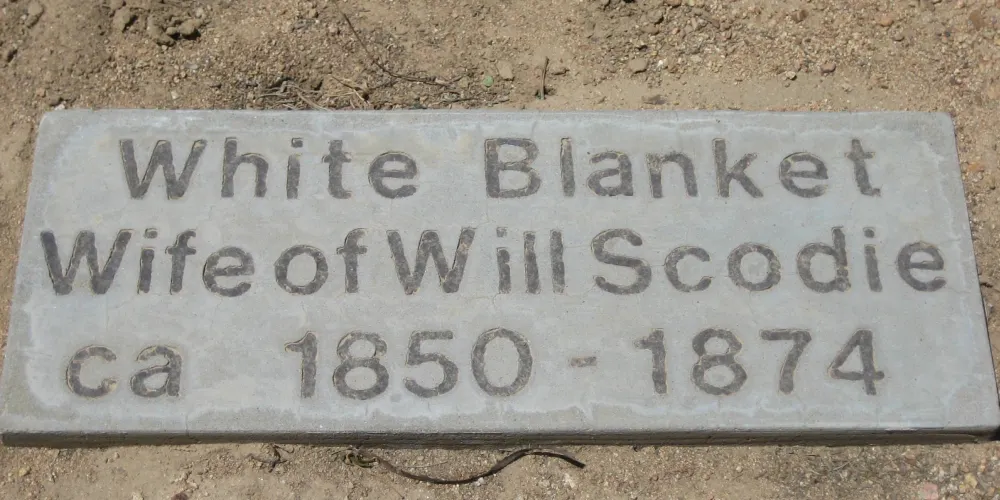 White Blanket
Wife of Will Scodie
ca 1850 - 1874